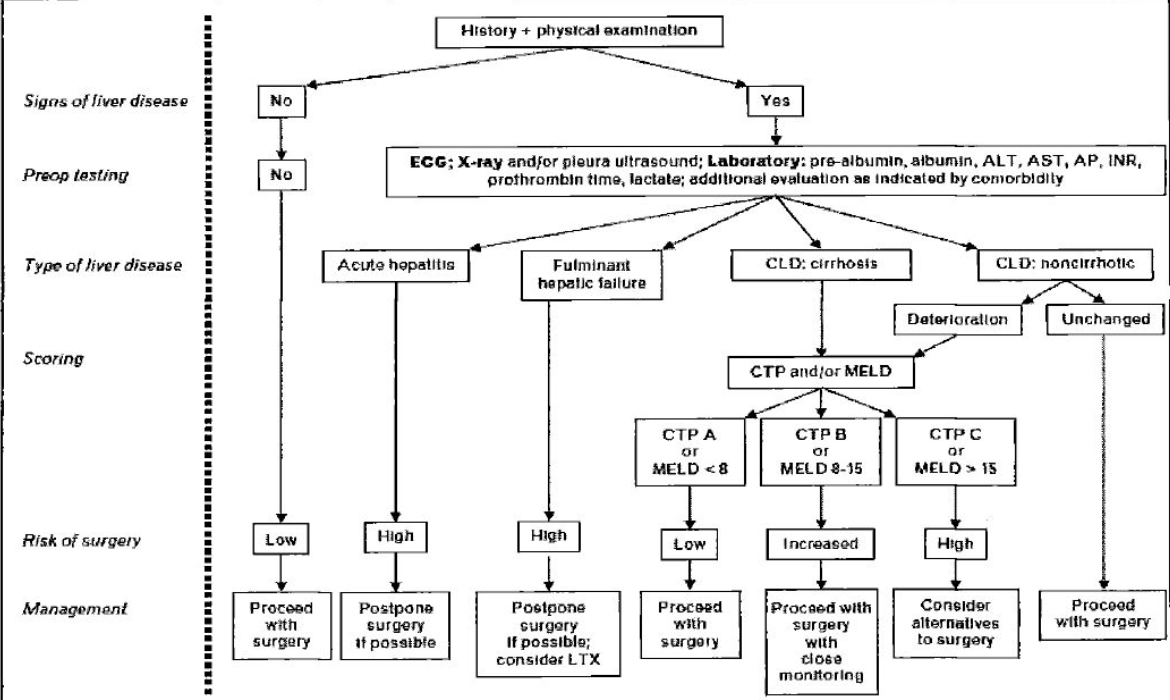 History + physical examination
Signs of liver disease
No
Yes
Preop testing
No
ECG; X-ray and/or pleura ultrasound; Laboratory: pre-albumin, albumin, ALT, AST, AP, INR,
prothrombin time, lactate; additional evaluation as indicated by comorbidity
Type of liver disease
Acute hepatitis
Fulminant
hepatic failure
CLD: cirrhosis
CLD: noncirrhotic
Deterioration
Unchanged
Scoring
CTP and/or MELD
CTP A
or
MELD < 8
CTP B
or
MELD 8-15
CTP C
or
MELD > 15
Risk of surgery
Low
High
High
Low
Increased
High
Management
Proceed
with
surgery
Postpone
surgery
if possible
Postpone
surgery
if possible;
consider LTX
Proceed
with
surgery
Proceed with
surgery
with
close
monitoring
Consider
alternatives
to surgery
Proceed
with surgery